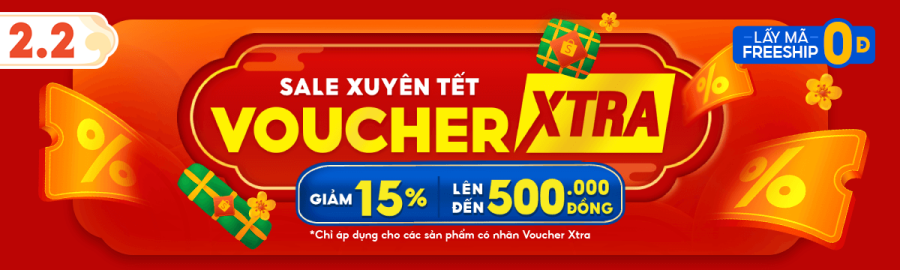 2.2
LẤY MÃ
FREESHIP 0Đ
SALE XUYÊN TẾT
VOUCHER XTRA
GIẢM 15%
LÊN ĐẾN 500.000 ĐỒNG
*Chỉ áp dụng cho các sản phẩm có nhãn Voucher Xtra